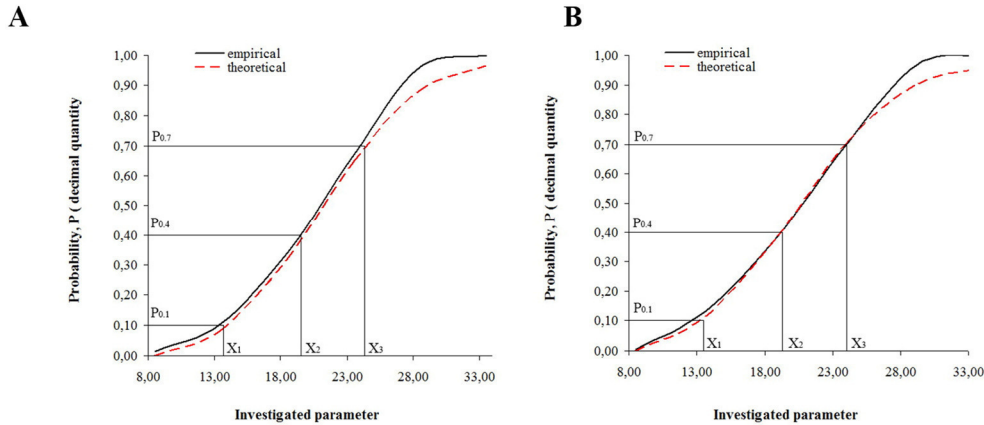 A
empirical
theoretical
Probability, P ( decimal quantity
1,00
0,90
0,80
0,70
0,60
0,50
0,40
0,30
0,20
0,10
0,00
P0.7
P0.4
P0.1
X1
X2
X3
8,00 13,00 18,00 23,00 28,00 33,00
Investigated parameter
B
empirical
theoretical
Probability, P ( decimal quantity
1,00
0,90
0,80
0,70
0,60
0,50
0,40
0,30
0,20
0,10
0,00
P0.7
P0.4
P0.1
X1
X2
X3
8,00 13,00 18,00 23,00 28,00 33,00
Investigated parameter